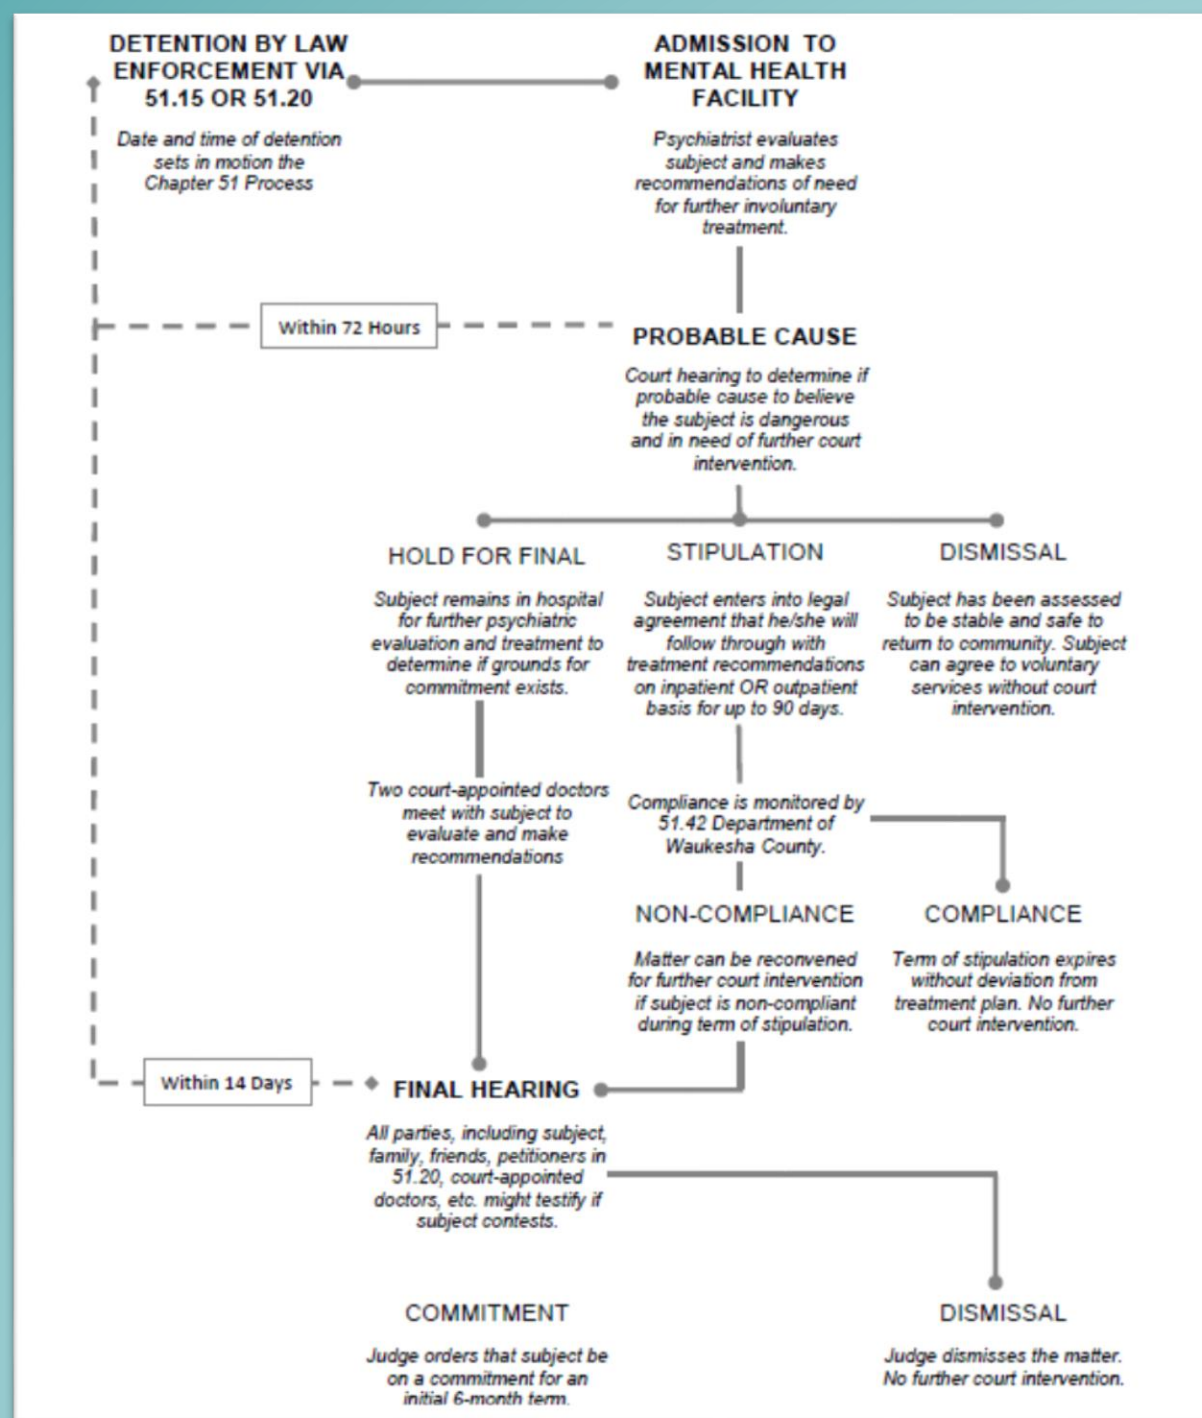 DETENTION BY LAW
ENFORCEMENT VIA
51.15 OR 51.20
Date and time of detention
sets in motion the
Chapter 51 Process
ADMISSION TO
MENTAL HEALTH
FACILITY
Psychiatrist evaluates
subject and makes
recommendations of need
for further involuntary
treatment.
Within 72 Hours
PROBABLE CAUSE
Court hearing to determine if
probable cause to believe
the subject is dangerous
and in need of further court
intervention.
HOLD FOR FINAL
Subject remains in hospital
for further psychiatric
evaluation and treatment to
determine if grounds for
commitment exists.
Two court-appointed doctors
meet with subject to
evaluate and make
recommendations
STIPULATION
Subject enters into legal
agreement that he/she will
follow through with
treatment recommendations
on inpatient OR outpatient
basis for up to 90 days.
Compliance is monitored by
51.42 Department of
Waukesha County.
DISMISSAL
Subject has been assessed
to be stable and safe to
return to community. Subject
can agree to voluntary
services without court
intervention.
NON-COMPLIANCE
Matter can be reconvened
for further court intervention
if subject is non-compliant
during term of stipulation.
COMPLIANCE
Term of stipulation expires
without deviation from
treatment plan. No further
court intervention.
Within 14 Days
FINAL HEARING
All parties, including subject,
family, friends, petitioners in
51.20, court-appointed
doctors, etc. might testify if
subject contests.
COMMITMENT
Judge orders that subject be
on a commitment for an
initial 6-month term.
DISMISSAL
Judge dismisses the matter.
No further court intervention.